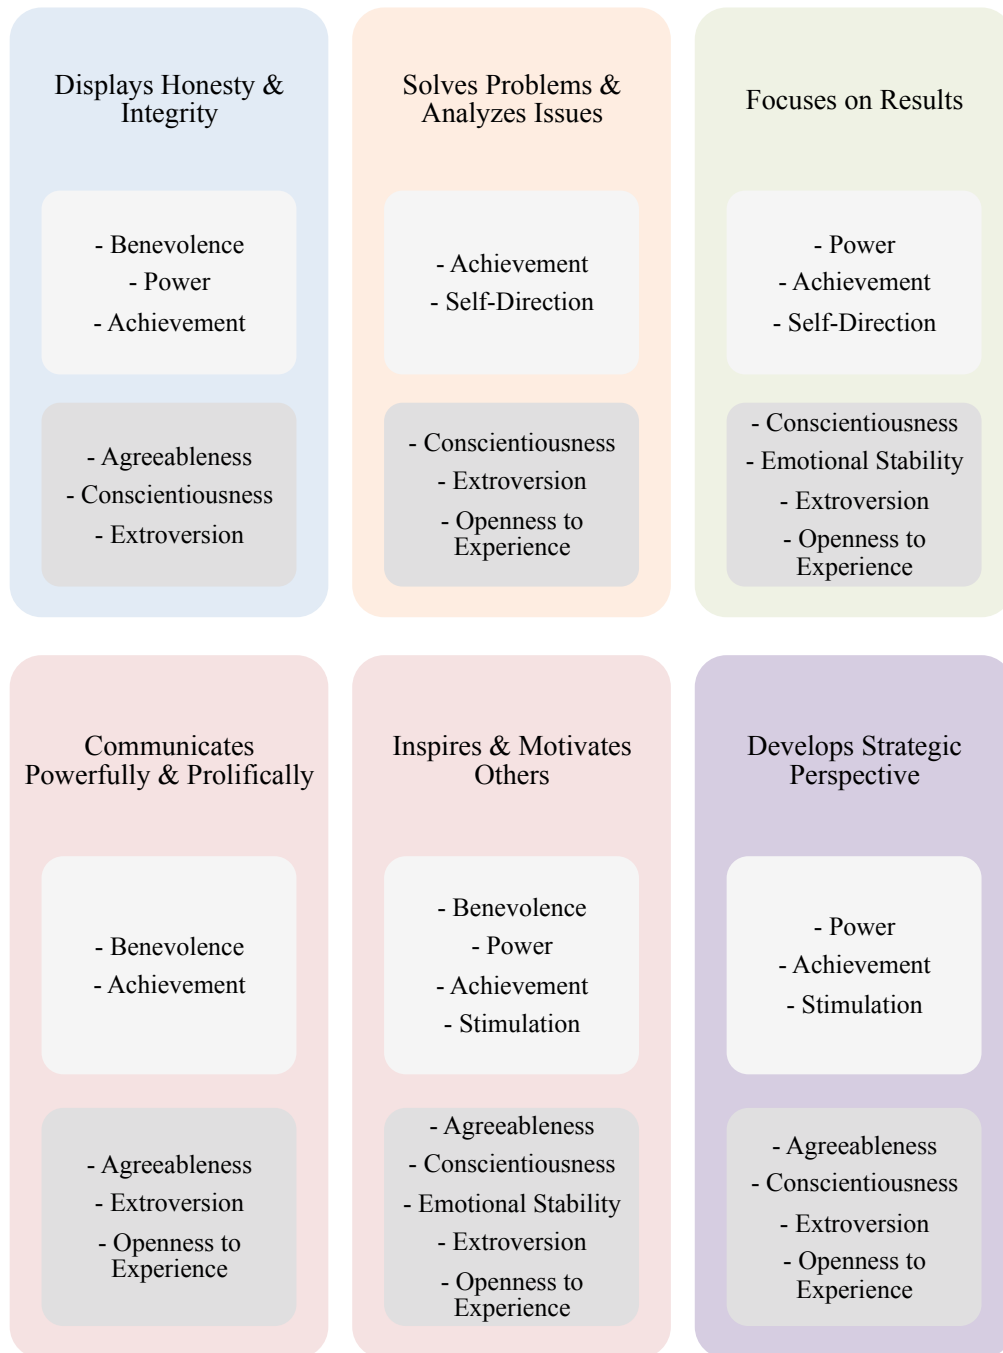 Displays Honesty &
Integrity
- Benevolence
- Power
- Achievement
- Agreeableness
- Conscientiousness
- Extroversion
Solves Problems &
Analyzes Issues
- Achievement
- Self-Direction
- Conscientiousness
- Extroversion
- Openness to
Experience
Focuses on Results
- Power
- Achievement
- Self-Direction
- Conscientiousness
- Emotional Stability
- Extroversion
- Openness to
Experience
Communicates
Powerfully & Prolifically
- Benevolence
- Achievement
- Agreeableness
- Extroversion
- Openness to
Experience
Inspires & Motivates
Others
- Benevolence
- Power
- Achievement
- Stimulation
- Agreeableness
- Conscientiousness
- Emotional Stability
- Extroversion
- Openness to
Experience
Develops Strategic
Perspective
- Power
- Achievement
- Stimulation
- Agreeableness
- Conscientiousness
- Extroversion
- Openness to
Experience